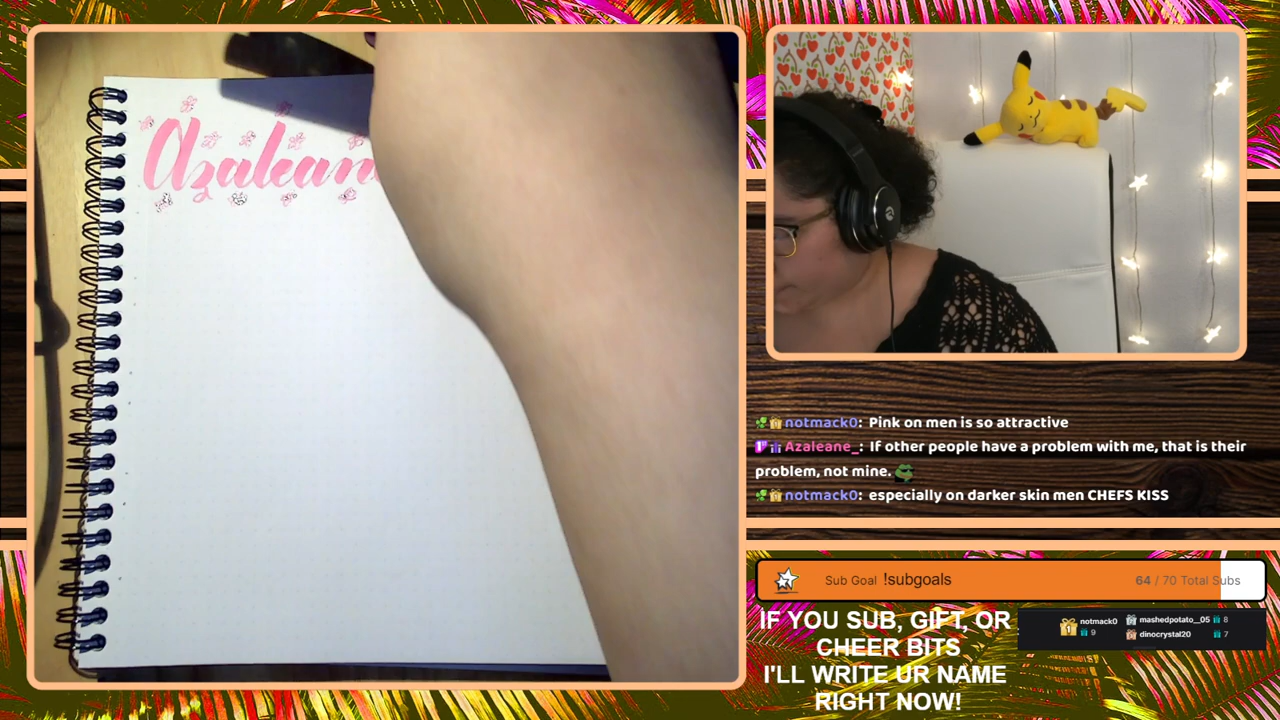 Azalean
notmack0: Pink on men is so attractive
Azaleane_: If other people have a problem with me, that is their
problem, not mine.
notmack0: especially on darker skin men CHEFS KISS
Sub Goal !subgoals 64 / 70 Total Subs
IF YOU SUB, GIFT, OR
CHEER BITS
I'LL WRITE UR NAME
RIGHT NOW!
1 notmack0 9
mashedpotato_05 8
dinocrystal20 7